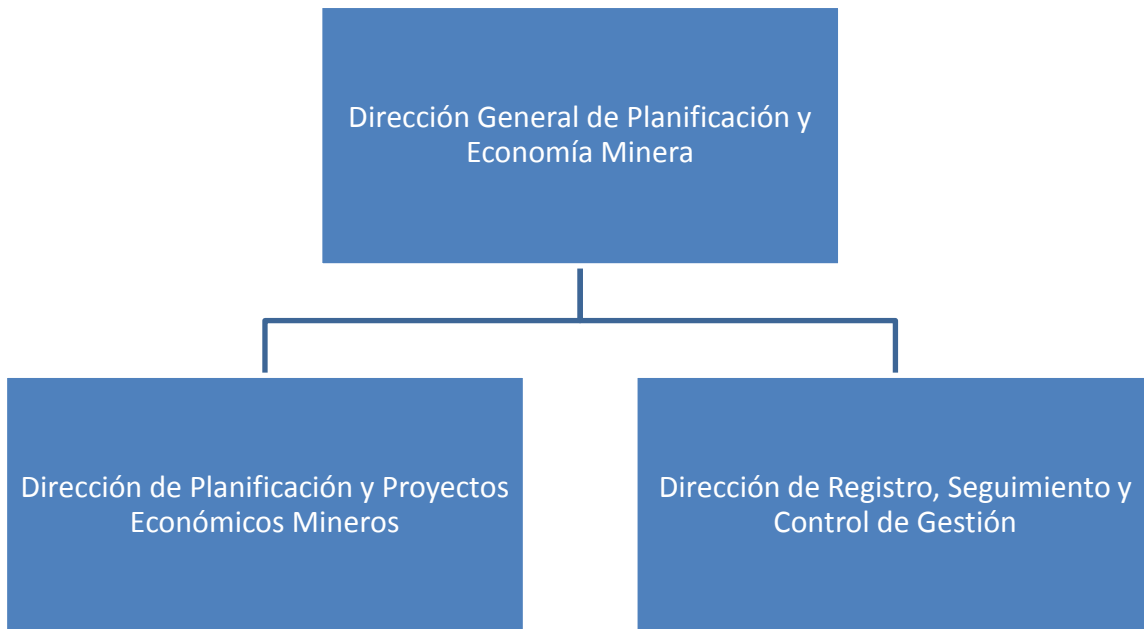 Dirección General de Planificación y
Economía Minera
Dirección de Planificación y Proyectos
Económicos Mineros
Dirección de Registro, Seguimiento y
Control de Gestión